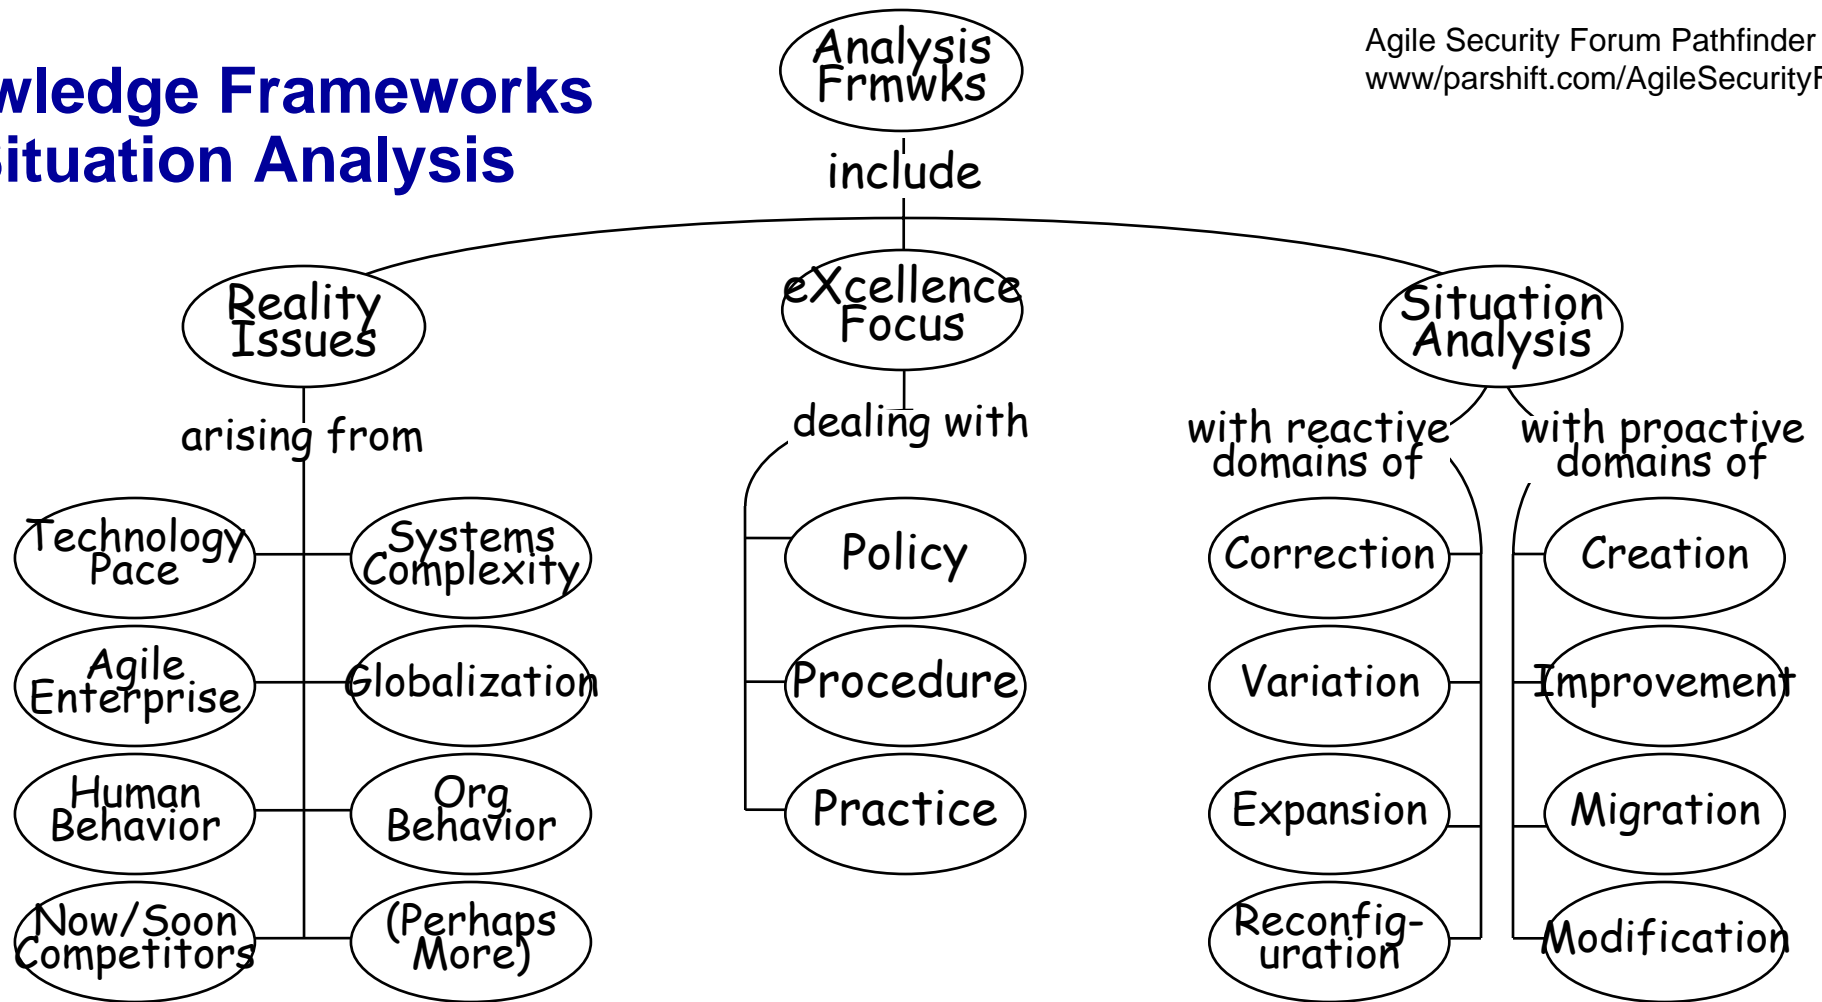 wledge Frameworks
Situation Analysis
Agile Security Forum Pathfinder
www/parshift.com/AgileSecurityF
Analysis
Frmwks
include
Reality
Issues
eXcellence
Focus
Situation
Analysis
arising from
dealing with
with reactive
domains of
with proactive
domains of
Technology
Pace
Systems
Complexity
Policy
Correction
Creation
Agile
Enterprise
Globalization
Procedure
Variation
Improvement
Human
Behavior
Org
Behavior
Practice
Expansion
Migration
Now/Soon
Competitors
(Perhaps
More)
Reconfig-
uration
Modification